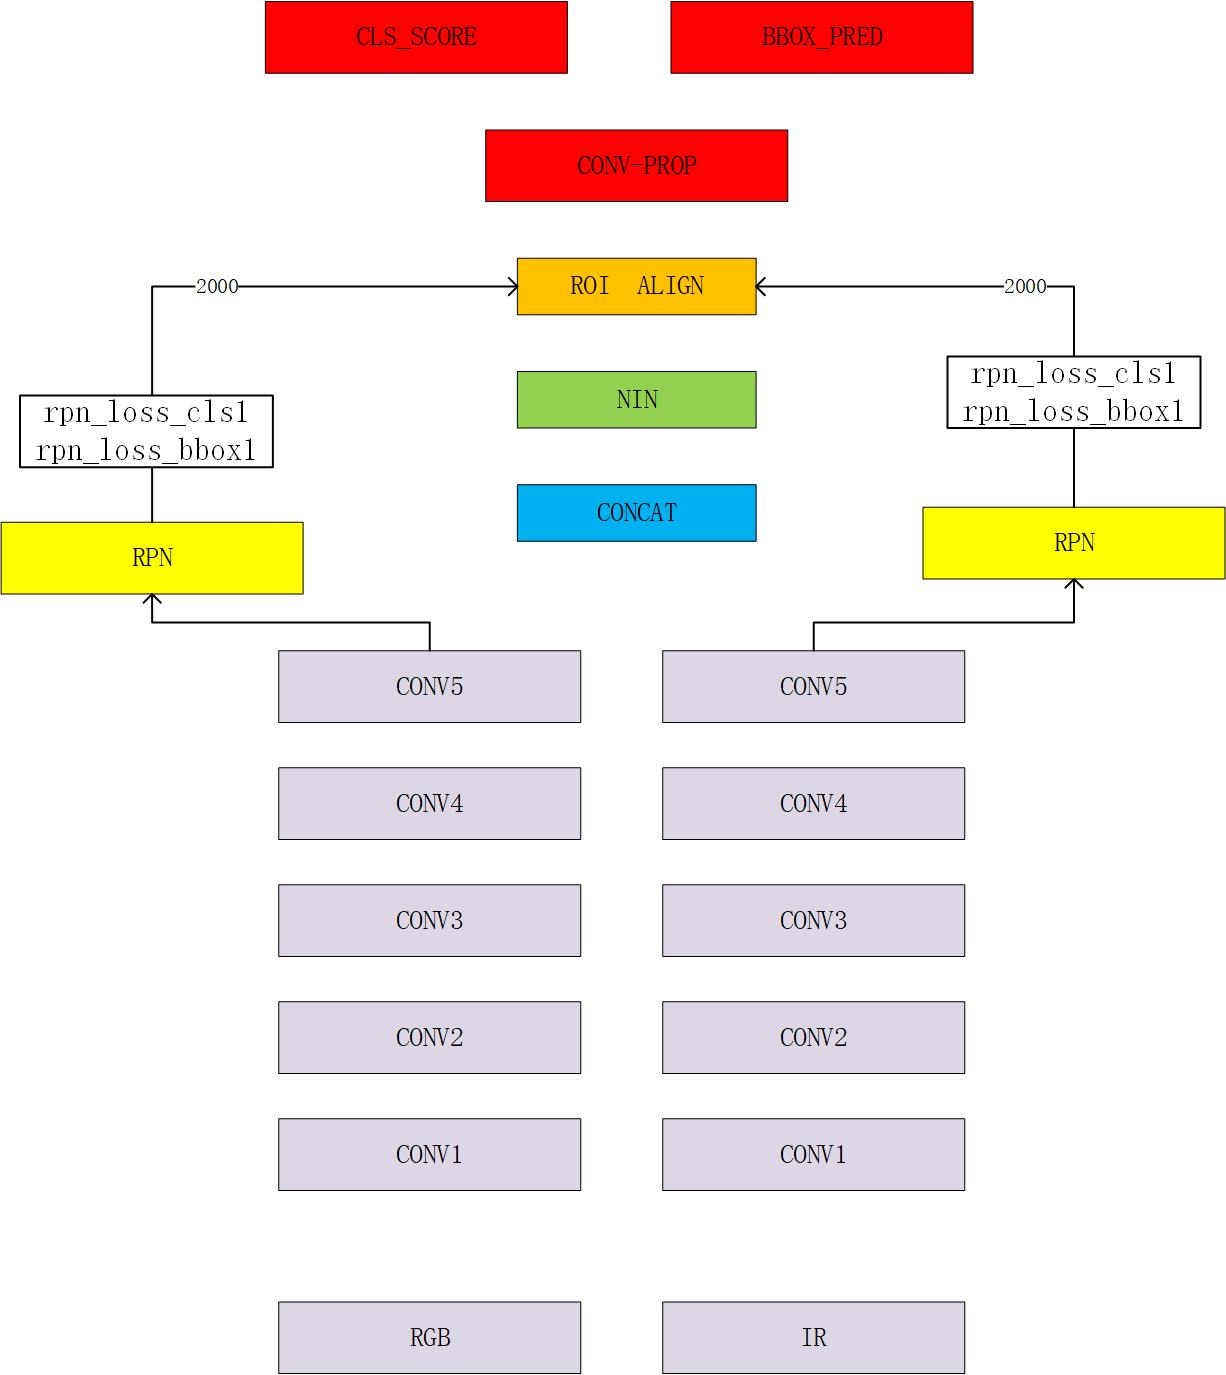 CLS_SCORE
BBOX_PRED
CONV-PROP
2000
ROI ALIGN
2000
rpn_loss_cls1
rpn_loss_bbox1
NIN
rpn_loss_cls1
rpn_loss_bbox1
CONCAT
RPN
RPN
CONV5
CONV5
CONV4
CONV4
CONV3
CONV3
CONV2
CONV2
CONV1
CONV1
RGB
IR